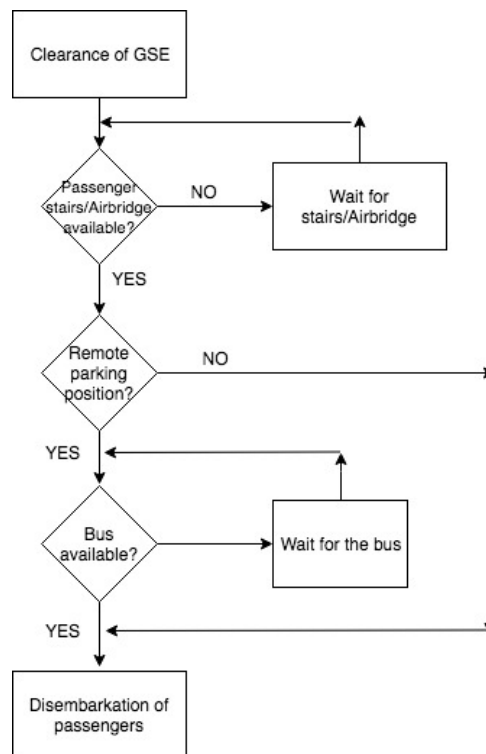 Clearance of GSE
Passenger
stairs/Airbridge
available?
NO
Wait for
stairs/Airbridge
YES
Remote
parking
position?
NO
YES
Bus
available?
Wait for the bus
YES
Disembarkation of
passengers